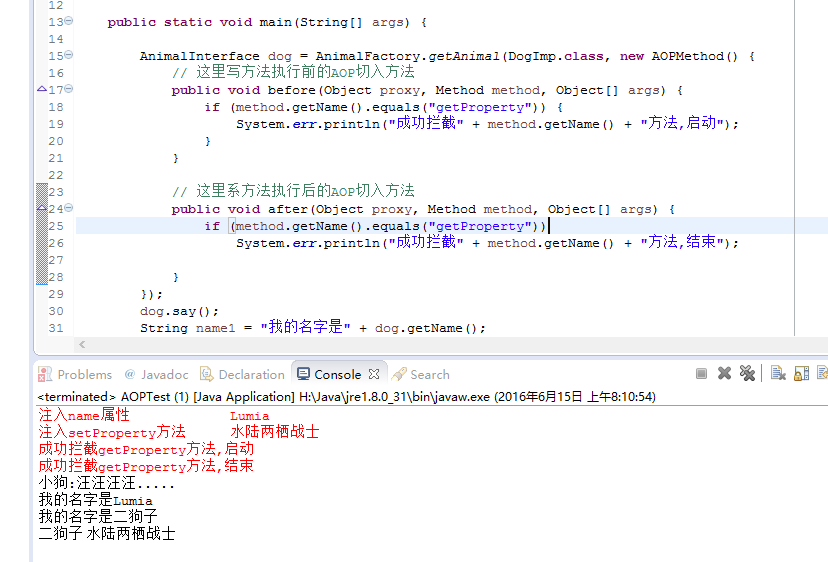 12
13 public static void main(String[] args) {
14
15 AnimalInterface dog = AnimalFactory.getAnimal(DogImp.class, new AOPMethod() {
16 // 这里写方法执行前的AOP切入方法
17 public void before(Object proxy, Method method, Object[] args) {
18 if (method.getName().equals("getProperty")) {
19 System.err.println("成功拦截" + method.getName() + "方法,启动");
20 }
21 }
22
23 // 这里系方法执行后的AOP切入方法
24 public void after(Object proxy, Method method, Object[] args) {
25 if (method.getName().equals("getProperty"))
26 System.err.println("成功拦截" + method.getName() + "方法,结束");
27
28 }
29 });
30 dog.say();
31 String name1 = "我的名字是" + dog.getName();
Problems @ Javadoc Declaration Console Search
<terminated> AOPTest (1) [Java Application] H:\Java\jre1.8.0_31\bin\javaw.exe (2016年6月15日 上午8:10:54)
注入name属性 Lumia
注入setProperty方法 水陆两栖战士
成功拦截getProperty方法,启动
成功拦截getProperty方法,结束
小狗:汪汪汪汪.....
我的名字是Lumia
我的名字是二狗子
二狗子 水陆两栖战士